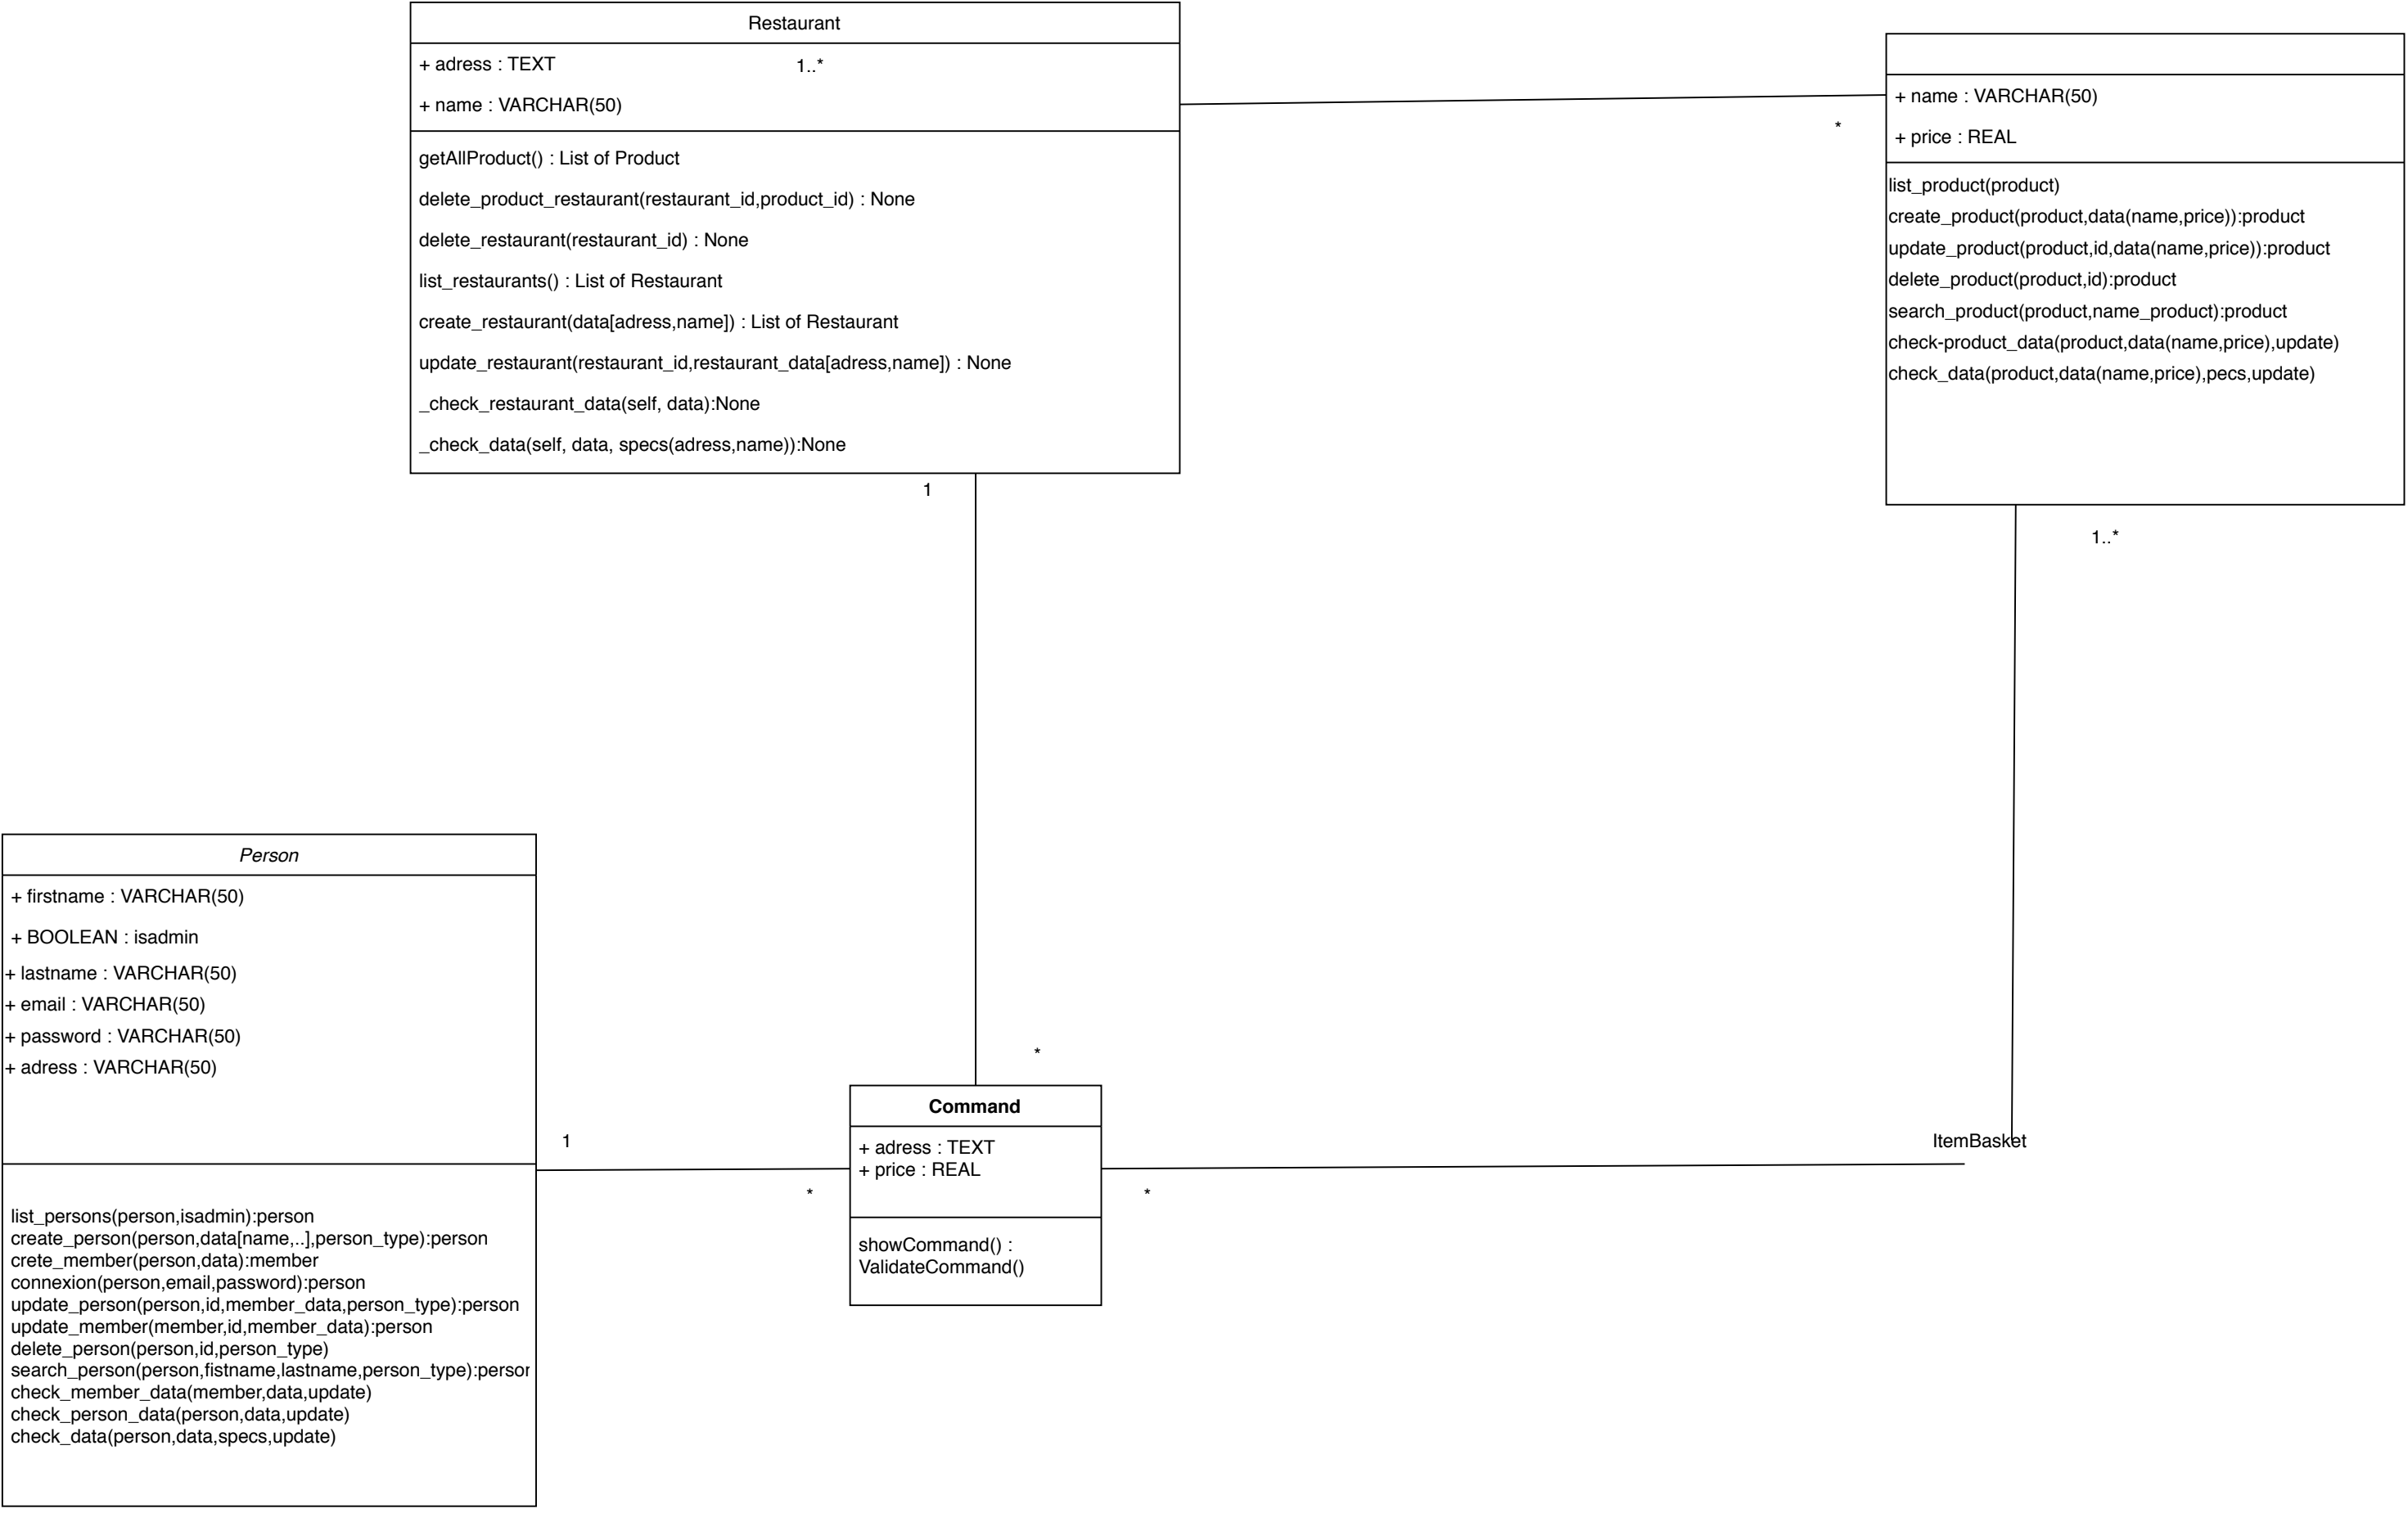 Restaurant
+ adress : TEXT
1..*
+ name : VARCHAR(50)
getAllProduct() : List of Product
delete_product_restaurant(restaurant_id,product_id) : None
delete_restaurant(restaurant_id) : None
list_restaurants() : List of Restaurant
create_restaurant(data[adress,name]) : List of Restaurant
update_restaurant(restaurant_id,restaurant_data[adress,name]) : None
_check_restaurant_data(self, data):None
_check_data(self, data, specs(adress,name)):None
+ name : VARCHAR(50)
*
+ price : REAL
list_product(product)
create_product(product,data(name,price)):product
update_product(product,id,data(name,price)):product
delete_product(product,id):product
search_product(product,name_product):product
check-product_data(product,data(name,price),update)
check_data(product,data(name,price),pecs,update)
1
1..*
Person
+ firstname : VARCHAR(50)
+ BOOLEAN : isadmin
+ lastname : VARCHAR(50)
+ email : VARCHAR(50)
+ password : VARCHAR(50)
+ adress : VARCHAR(50)
list_persons(person,isadmin):person
create_person(person,data[name,..],person_type):person
crete_member(person,data):member
connexion(person,email,password):person
update_person(person,id,member_data,person_type):person
update_member(member,id,member_data):person
delete_person(person,id,person_type)
search_person(person,fistname,lastname,person_type):person
check_member_data(member,data,update)
check_person_data(person,data,update)
check_data(person,data,specs,update)
1
*
*
Command
+ adress : TEXT
+ price : REAL
showCommand() :
ValidateCommand()
*
ItemBasket